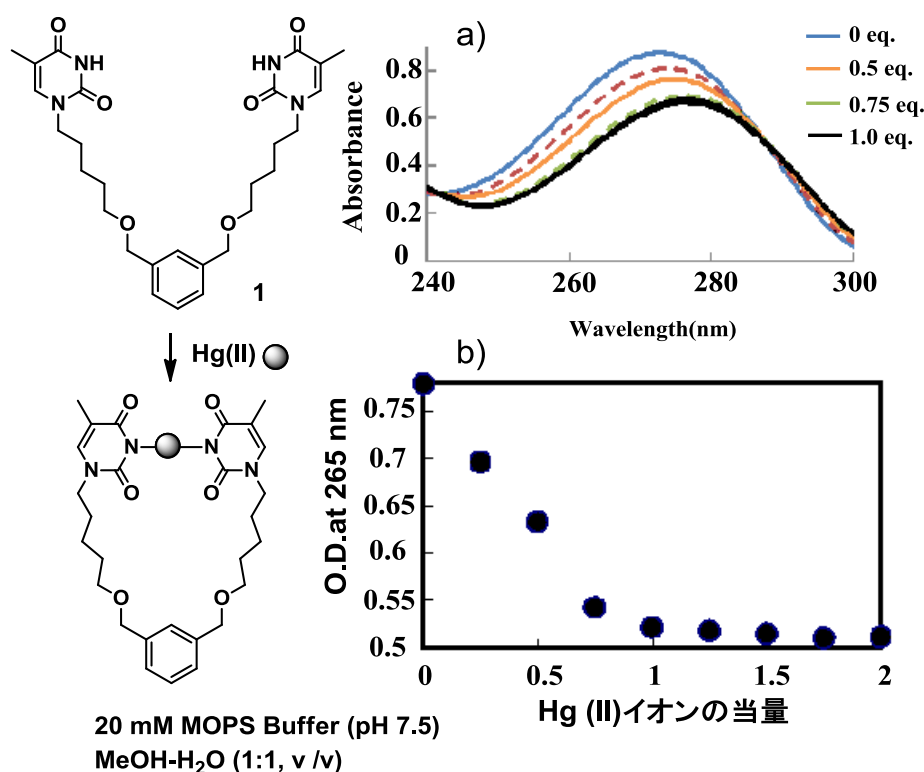 O
O
NH
HN
N
O
O
N
O
O
1
Hg(II)
O
O
N
N
N
O
O
N
O
O
20 mM MOPS Buffer (pH 7.5)
MeOH-H₂O (1:1, v /v)
a)
0 eq.
0.5 eq.
0.75 eq.
1.0 eq.
Absorbance
0.8
0.6
0.4
0.2
0
240
260
280
300
Wavelength(nm)
b)
O.D.at 265 nm
0.75
0.7
0.65
0.6
0.55
0.5
0
0.5
1
1.5
2
Hg (II)イオンの当量